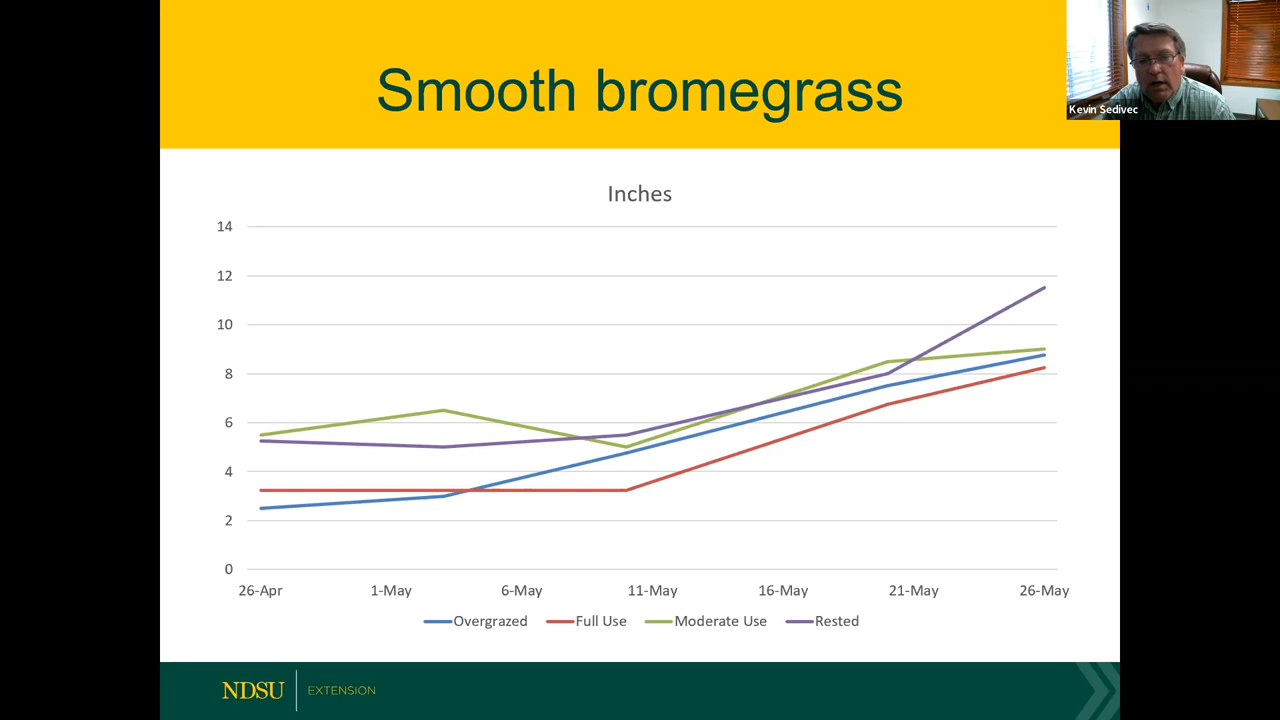 Smooth bromegrass
Kevin Sedivec
Inches
14
12
10
8
6
4
2
0
26-Apr 1-May 6-May 11-May 16-May 21-May 26-May
Overgrazed Full Use Moderate Use Rested
NDSU EXTENSION